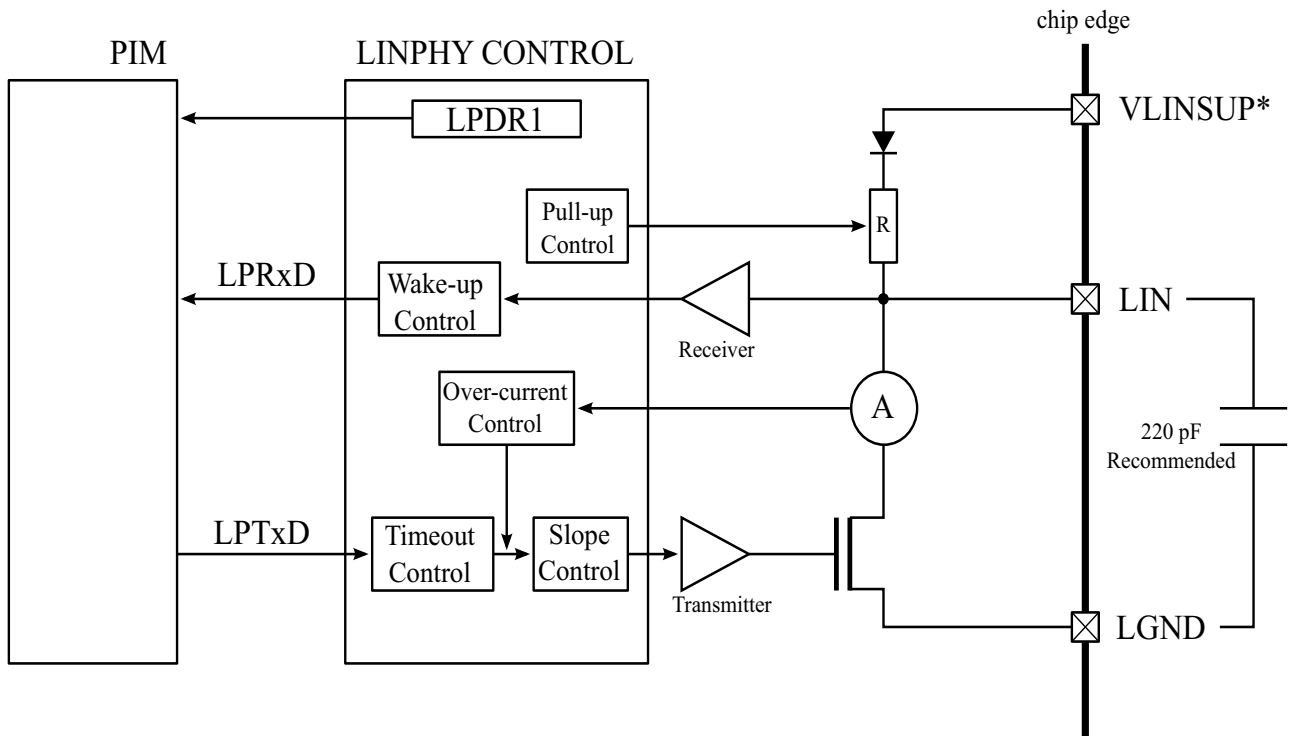 chip edge
PIM
LINPHY CONTROL
LPDR1
VLINSUP*
Pull-up
Control
R
LPRxD
Wake-up
Control
Receiver
LIN
Over-current
Control
A
220 pF
Recommended
LPTxD
Timeout
Control
Slope
Control
Transmitter
LGND